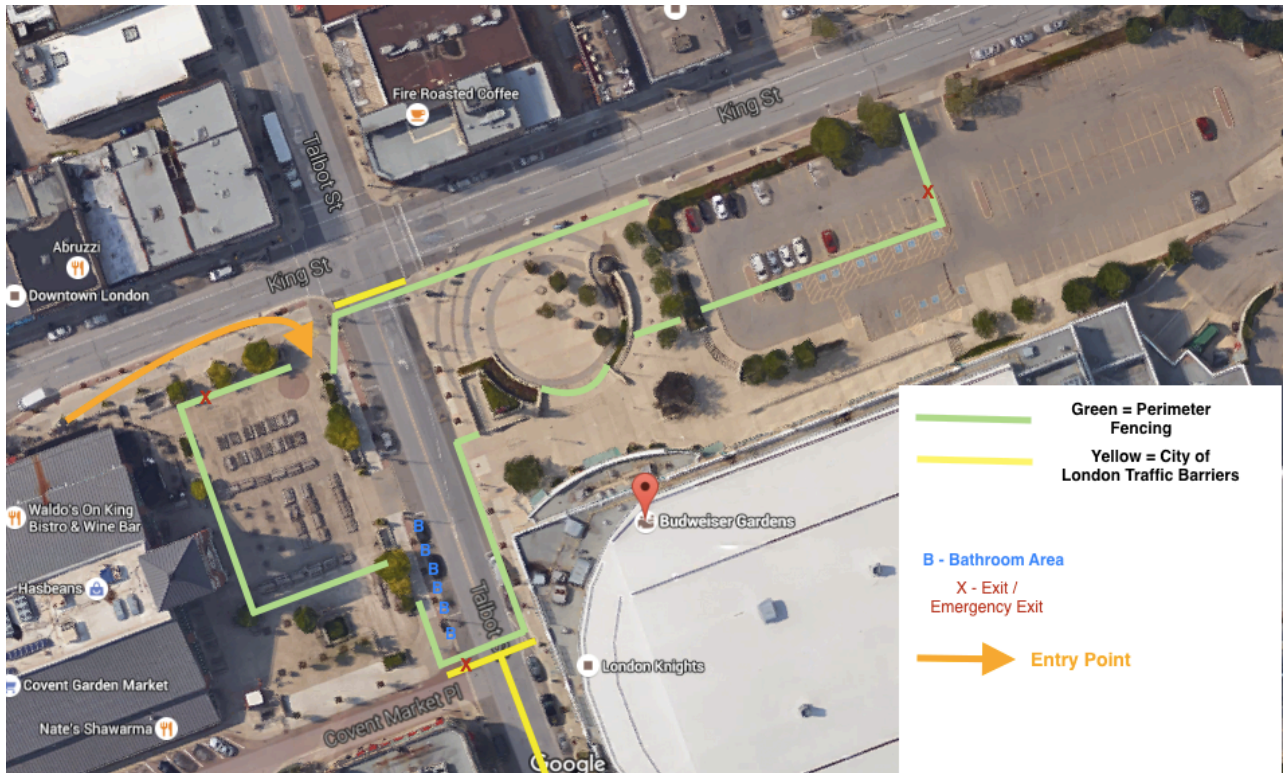 Fire Roasted Coffee
King St
Talbot St
Abruzzi
King St
Downtown London
Waldo's On King
Bistro & Wine Bar
Budweiser Gardens
Hasbeans
Talbot
London Knights
Covent Garden Market
Nate's Shawarma
Covent Market Pl
Google
X
X
X
B
B
B
B
B
B
Green = Perimeter
Fencing
Yellow = City of
London Traffic Barriers
B - Bathroom Area
X - Exit /
Emergency Exit
Entry Point